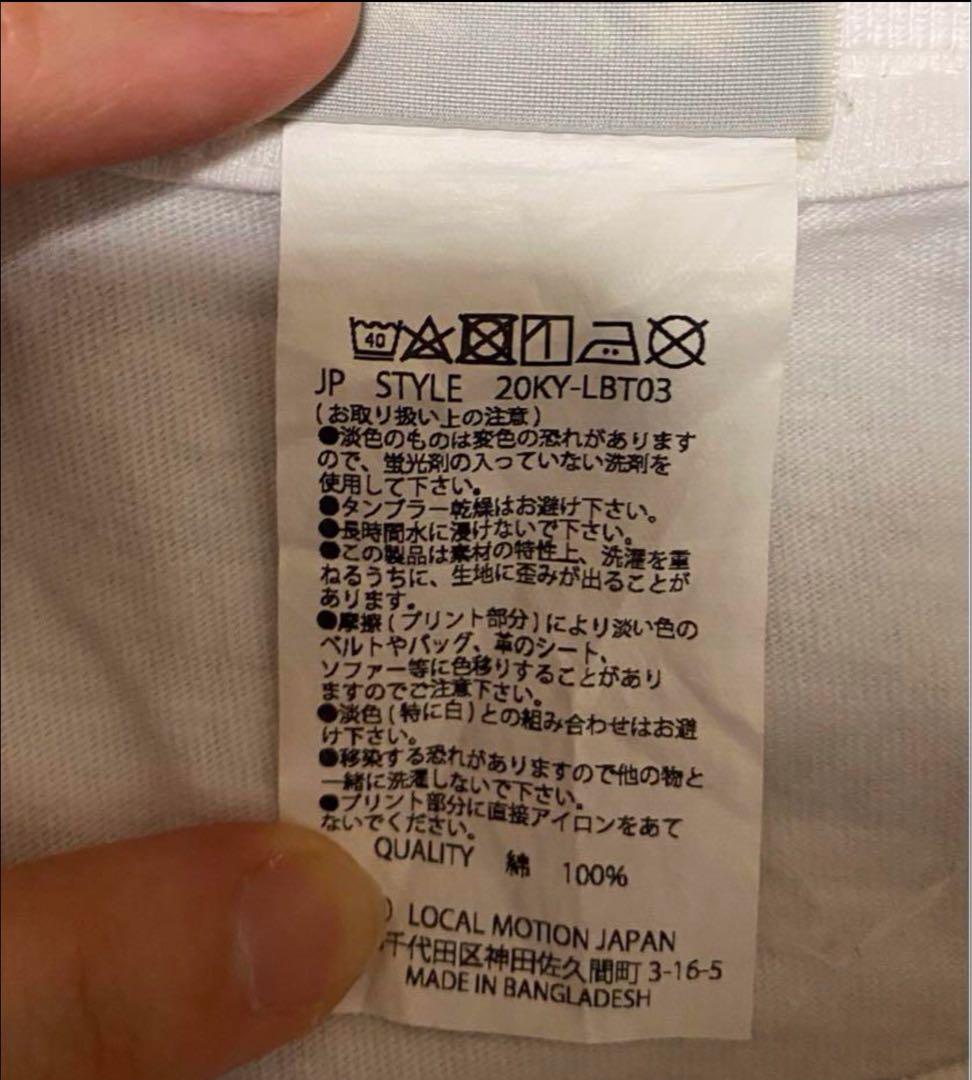 40
JP STYLE 20KY-LBT03
(お取り扱い上の注意)
●淡色のものは変色の恐れがあります
ので、蛍光剤の入っていない洗剤を
使用して下さい。
●タンブラー乾燥はお避け下さい。
●長時間水に浸けないで下さい。
●この製品は素材の特性上、洗濯を重
ねるうちに、生地に歪みが出ることが
あります。
●摩擦(プリント部分)により淡い色の
ベルトやバッグ、革のシート、
ソファー等に色移りすることがあり
ますのでご注意下さい。
●淡色(特に白)との組み合わせはお避
け下さい。
●移染する恐れがありますので他の物と
一緒に洗濯しないで下さい。
●プリント部分に直接アイロンをあて
ないでください。
QUALITY 綿 100%
) LOCAL MOTION JAPAN
千代田区神田佐久間町 3-16-5
MADE IN BANGLADESH